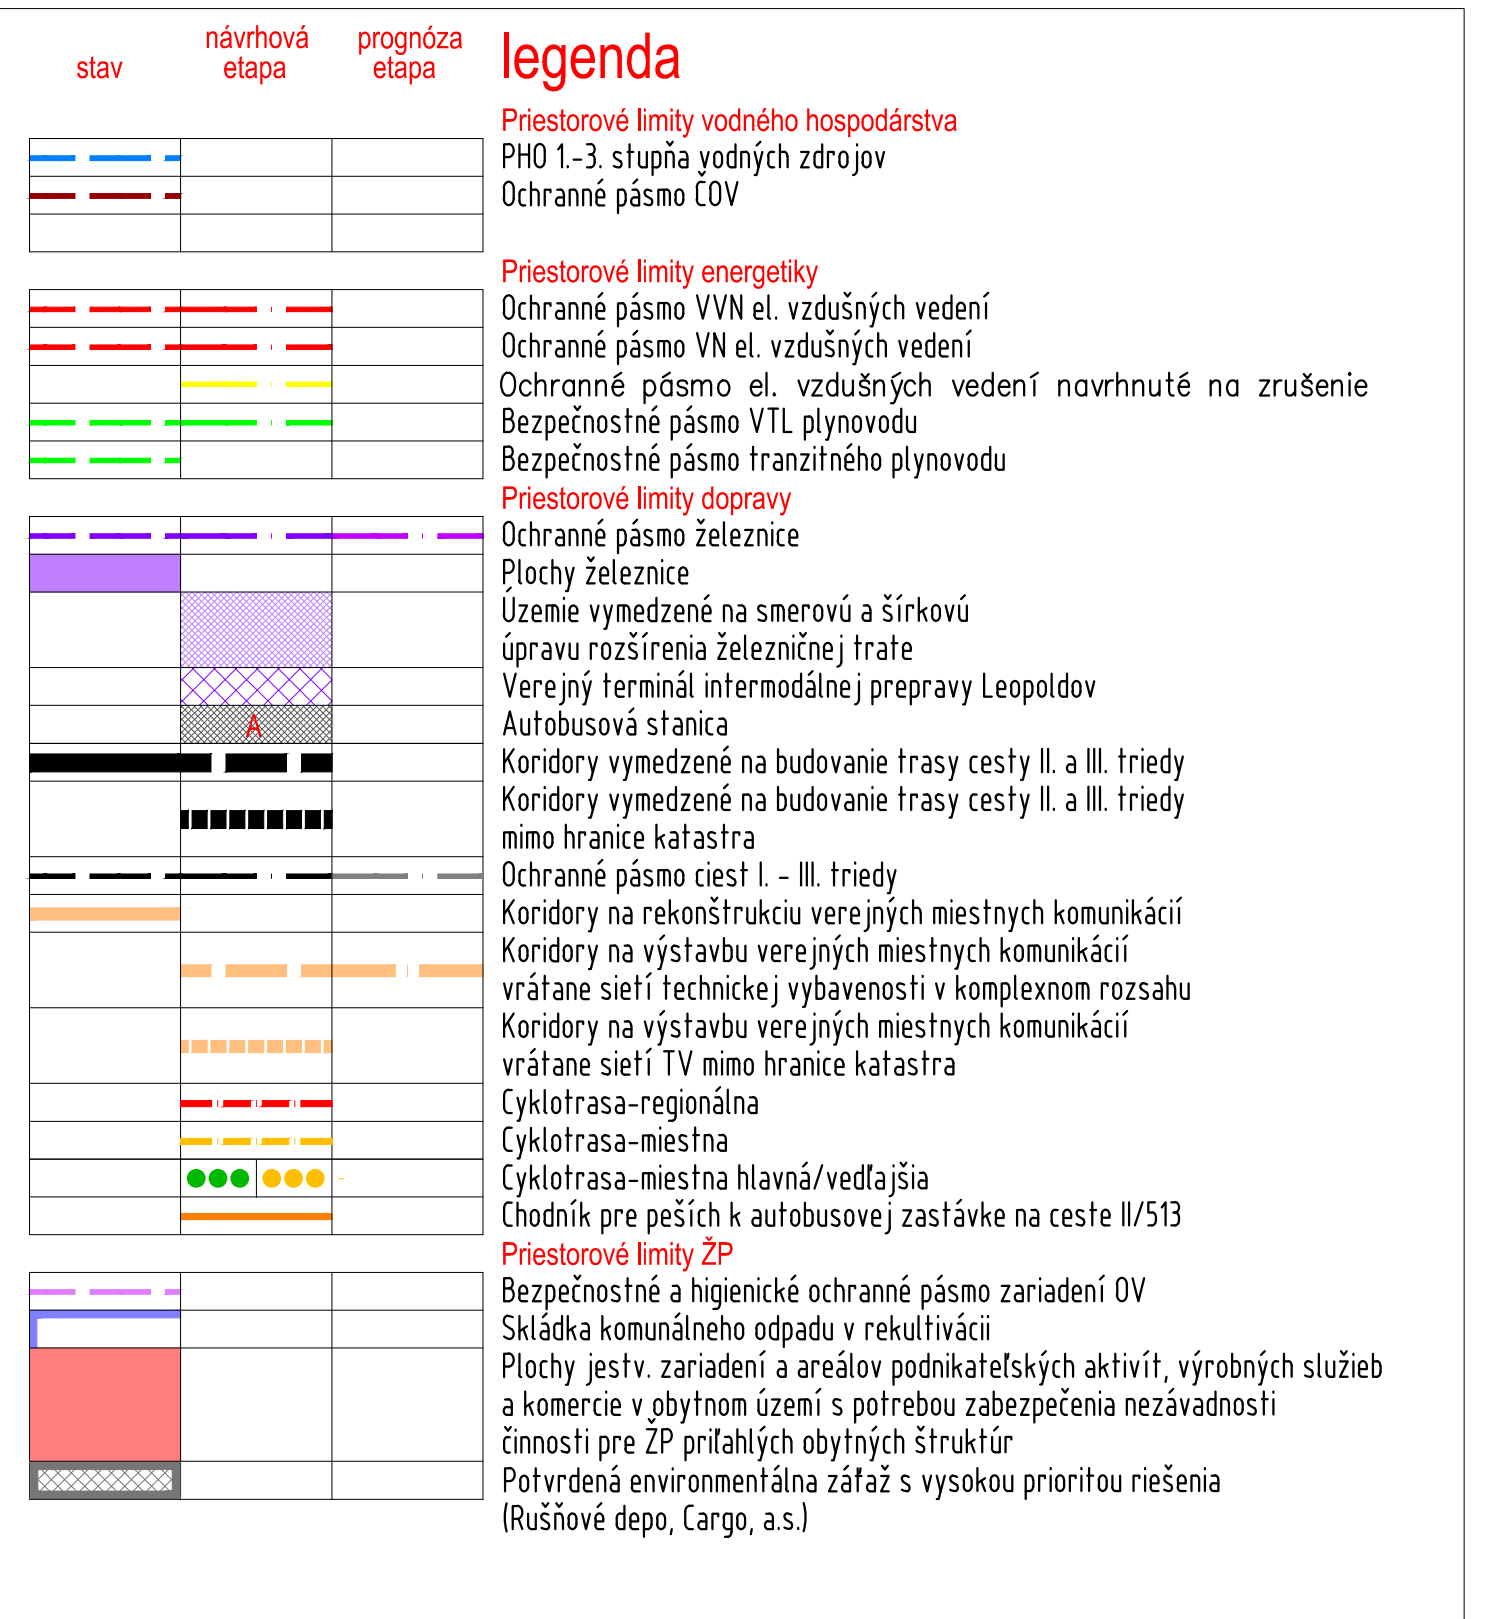 stav
návrhová
etapa
prognóza
etapa
legenda
Priestorové limity vodného hospodárstva
PHO 1.-3. stupňa vodných zdrojov
Ochranné pásmo ČOV
Priestorové limity energetiky
Ochranné pásmo VVN el. vzdušných vedení
Ochranné pásmo VN el. vzdušných vedení
Ochranné pásmo el. vzdušných vedení navrhnuté na zrušenie
Bezpečnostné pásmo VTL plynovodu
Bezpečnostné pásmo tranzitného plynovodu
Priestorové limity dopravy
Ochranné pásmo železnice
Plochy železnice
Územie vymedzené na smerovú a šírkovú
úpravu rozšírenia železničnej trate
Verejný terminál intermodálnej prepravy Leopoldov
A
Autobusová stanica
Koridory vymedzené na budovanie trasy cesty II. a III. triedy
Koridory vymedzené na budovanie trasy cesty II. a III. triedy
mimo hranice katastra
Ochranné pásmo ciest I. - III. triedy
Koridory na rekonštrukciu verejných miestnych komunikácií
Koridory na výstavbu verejných miestnych komunikácií
vrátane sietí technickej vybavenosti v komplexnom rozsahu
Koridory na výstavbu verejných miestnych komunikácií
vrátane sietí TV mimo hranice katastra
Cyklotrasa-regionálna
Cyklotrasa-miestna
Cyklotrasa-miestna hlavná/vedľajšia
Chodník pre peších k autobusovej zastávke na ceste II/513
Priestorové limity ŽP
Bezpečnostné a higienické ochranné pásmo zariadení OV
Skládka komunálneho odpadu v rekultivácii
Plochy jestv. zariadení a areálov podnikateľských aktivít, výrobných služieb
a komercie v obytnom území s potrebou zabezpečenia nezávadnosti
činnosti pre ŽP priľahlých obytných štruktúr
Potvrdená environmentálna záťaž s vysokou prioritou riešenia
(Rušňové depo, Cargo, a.s.)